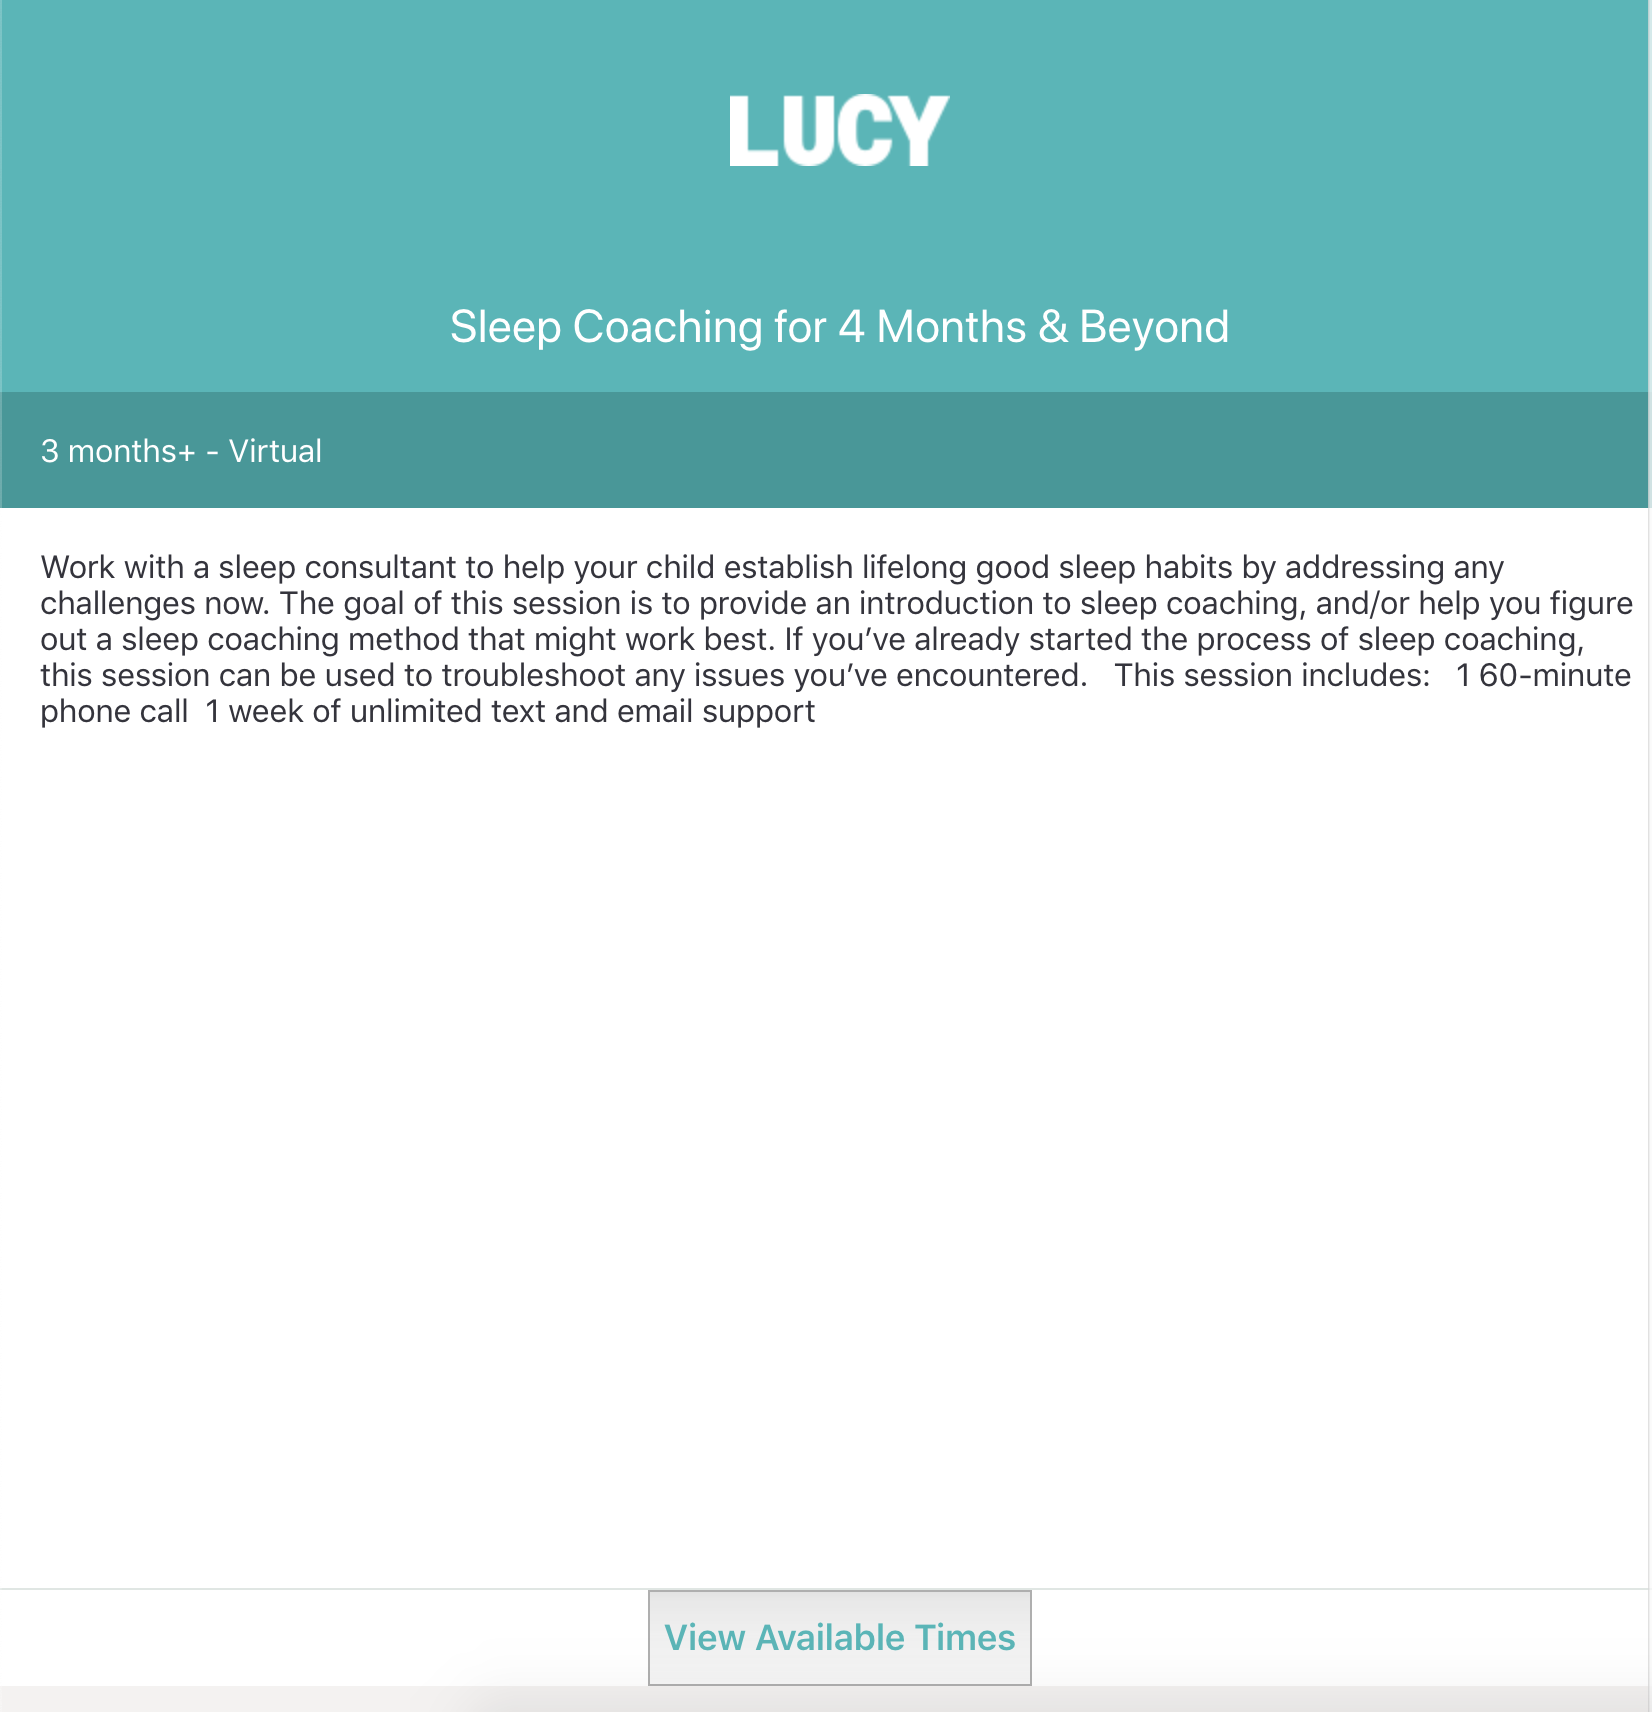 LUCY
Sleep Coaching for 4 Months & Beyond
3 months+ - Virtual
Work with a sleep consultant to help your child establish lifelong good sleep habits by addressing any
challenges now. The goal of this session is to provide an introduction to sleep coaching, and/or help you figure
out a sleep coaching method that might work best. If you’ve already started the process of sleep coaching,
this session can be used to troubleshoot any issues you’ve encountered.   This session includes:   1 60-minute
phone call  1 week of unlimited text and email support
View Available Times